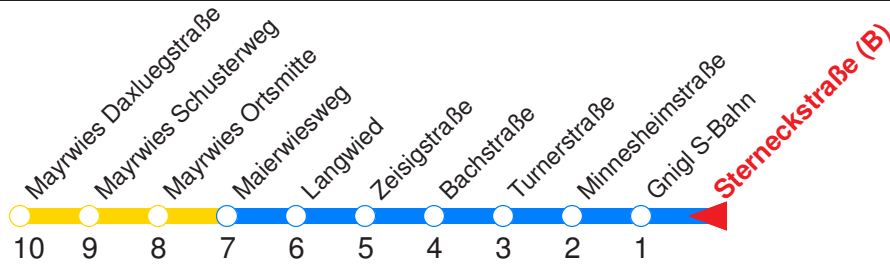 Mayrwies Daxluegstraße
Mayrwies Schusterweg
Mayrwies Ortsmitte
Maierwiesweg
Langwied
Zeisigstraße
Bachstraße
Turnerstraße
Minnesheimstraße
Gnigl S-Bahn
Sterneckstraße (B)
10 9 8 7 6 5 4 3 2 1